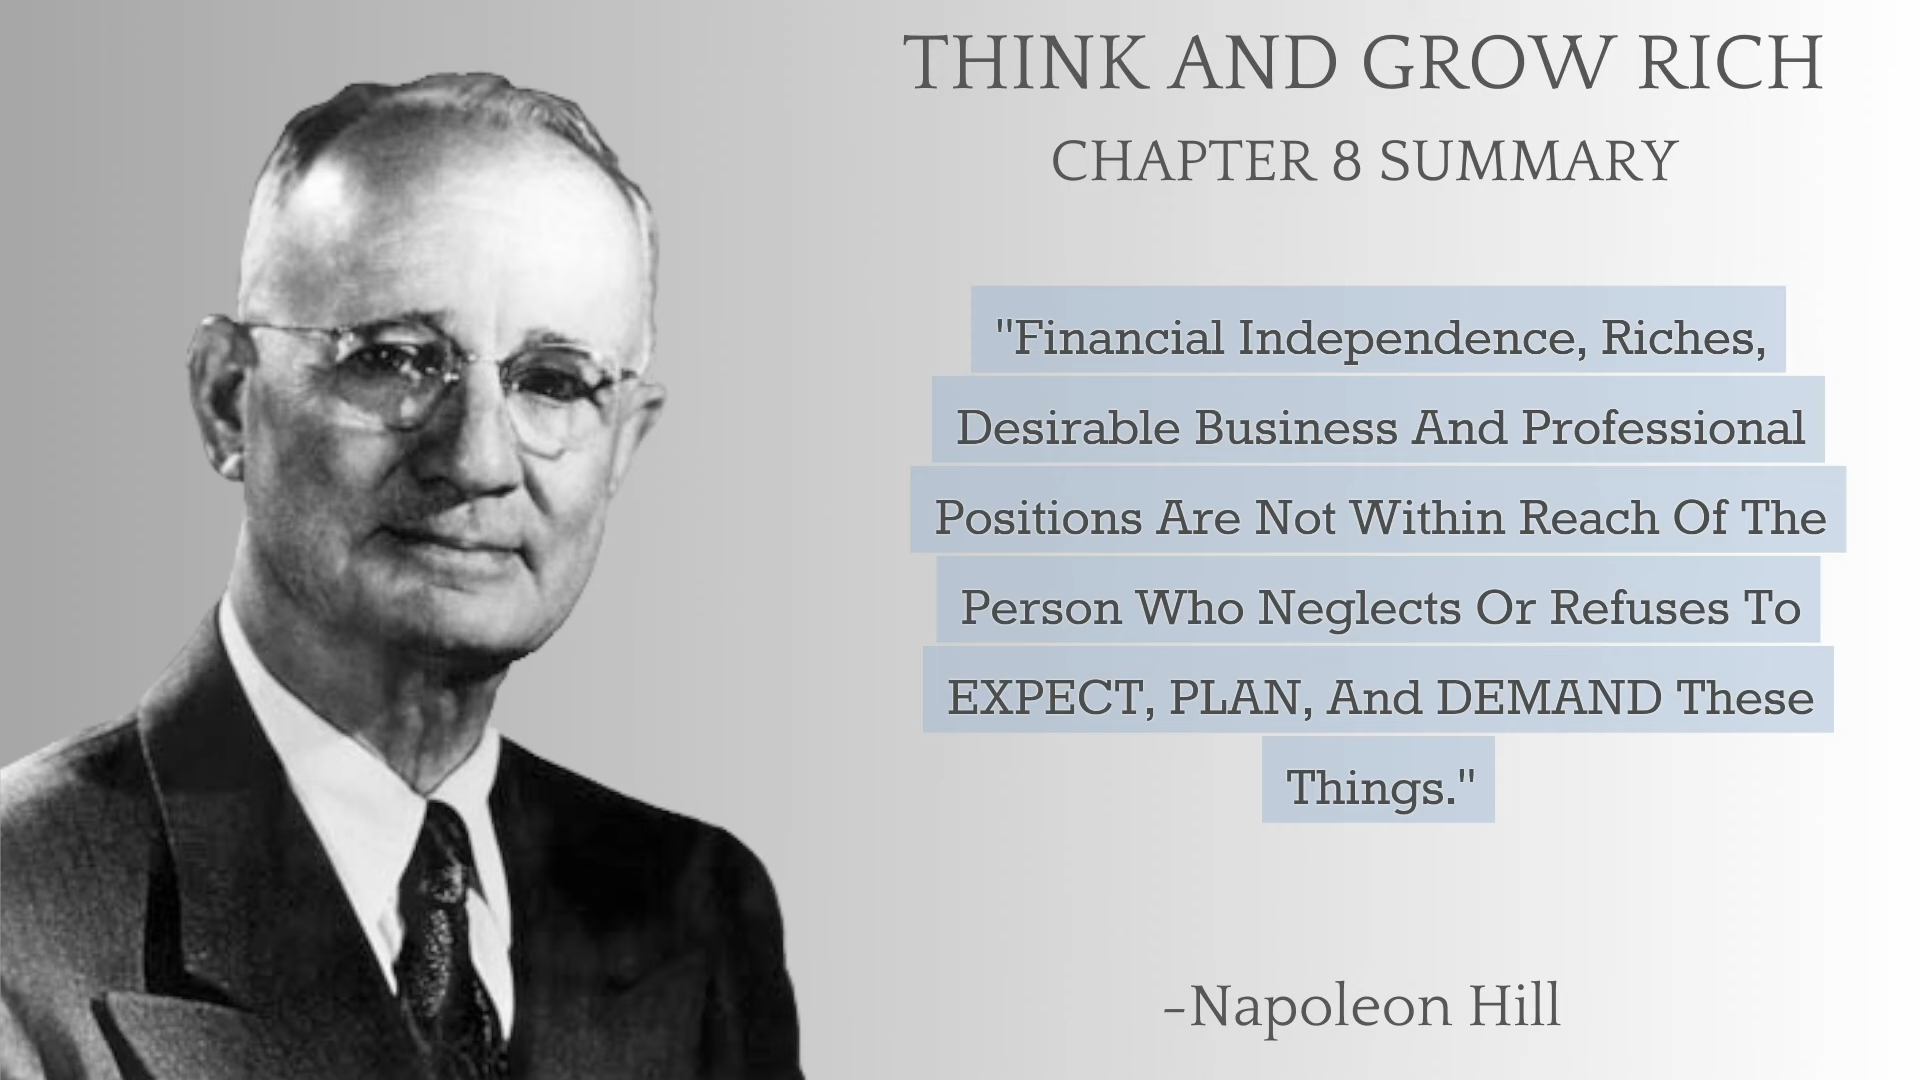 THINK AND GROW RICH
CHAPTER 8 SUMMARY
"Financial Independence, Riches,
Desirable Business And Professional
Positions Are Not Within Reach Of The
Person Who Neglects Or Refuses To
EXPECT, PLAN, And DEMAND These
Things."
-Napoleon Hill